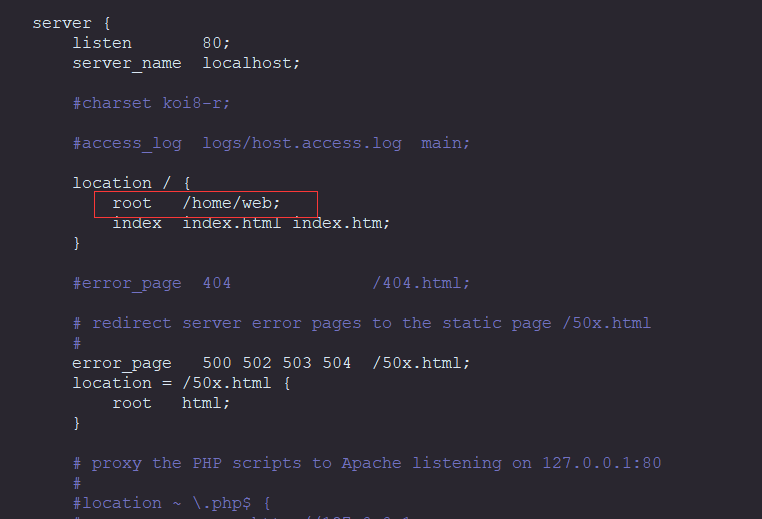 server {
listen 80;
server_name localhost;
#charset koi8-r;
#access_log logs/host.access.log main;
location / {
root /home/web;
index index.html index.htm;
}
#error_page 404 /404.html;
# redirect server error pages to the static page /50x.html
#
error_page 500 502 503 504 /50x.html;
location = /50x.html {
root html;
}
# proxy the PHP scripts to Apache listening on 127.0.0.1:80
#
#location ~ \.php$ {